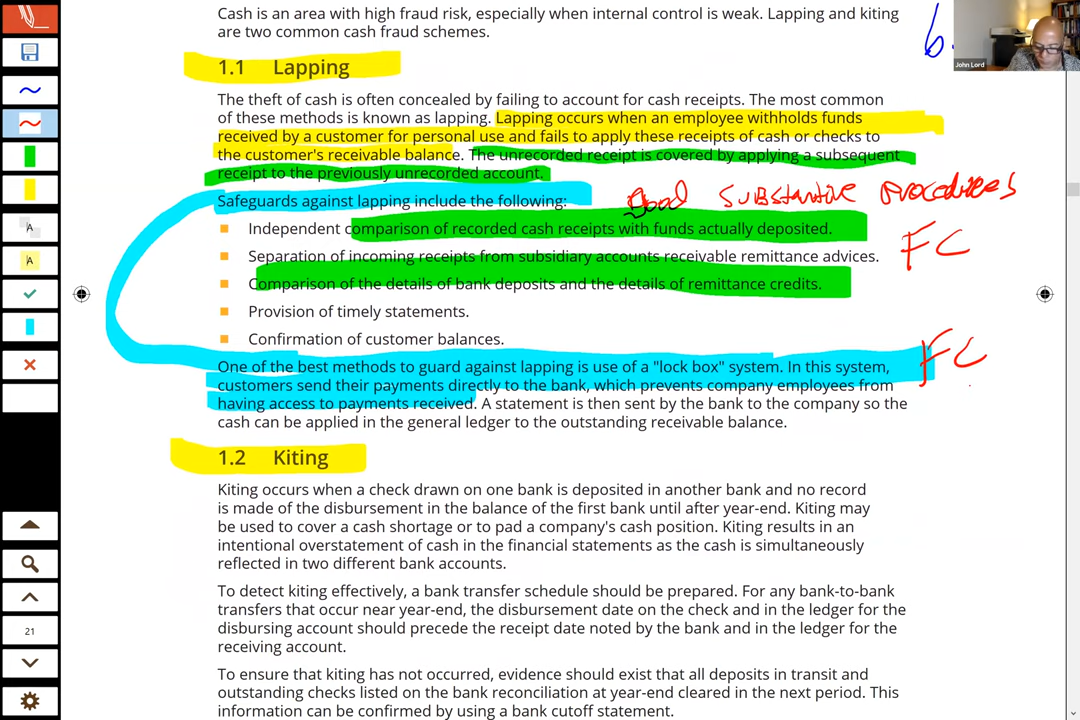 Cash is an area with high fraud risk, especially when internal control is weak. Lapping and kiting
are two common cash fraud schemes.
6.
John Lord
1.1 Lapping
The theft of cash is often concealed by failing to account for cash receipts. The most common
of these methods is known as lapping. Lapping occurs when an employee withholds funds
received by a customer for personal use and fails to apply these receipts of cash or checks to
the customer's receivable balance. The unrecorded receipt is covered by applying a subsequent
receipt to the previously unrecorded account.
Good Substantive Procedures
Safeguards against lapping include the following:
Independent comparison of recorded cash receipts with funds actually deposited.
FC
Separation of incoming receipts from subsidiary accounts receivable remittance advices.
Comparison of the details of bank deposits and the details of remittance credits.
Provision of timely statements.
Confirmation of customer balances.
FC
One of the best methods to guard against lapping is use of a "lock box" system. In this system,
customers send their payments directly to the bank, which prevents company employees from
having access to payments received. A statement is then sent by the bank to the company so the
cash can be applied in the general ledger to the outstanding receivable balance.
1.2 Kiting
Kiting occurs when a check drawn on one bank is deposited in another bank and no record
is made of the disbursement in the balance of the first bank until after year-end. Kiting may
be used to cover a cash shortage or to pad a company's cash position. Kiting results in an
intentional overstatement of cash in the financial statements as the cash is simultaneously
reflected in two different bank accounts.
To detect kiting effectively, a bank transfer schedule should be prepared. For any bank-to-bank
transfers that occur near year-end, the disbursement date on the check and in the ledger for the
disbursing account should precede the receipt date noted by the bank and in the ledger for the
receiving account.
To ensure that kiting has not occurred, evidence should exist that all deposits in transit and
outstanding checks listed on the bank reconciliation at year-end cleared in the next period. This
information can be confirmed by using a bank cutoff statement.
A
A
21